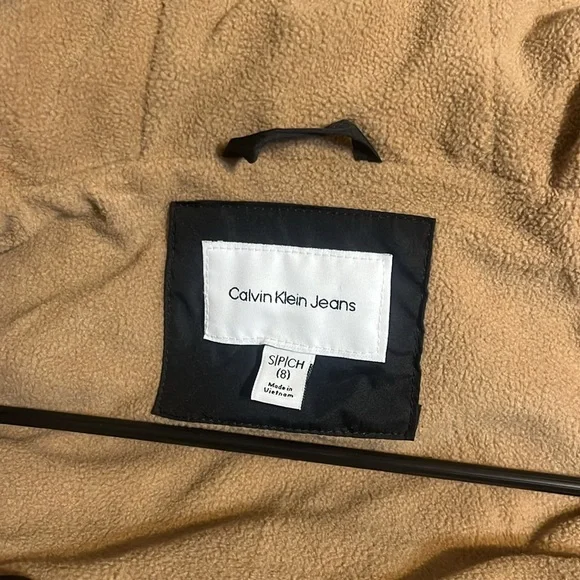 Calvin Klein Jeans
S|P|CH
(8)
Made in
Vietnam